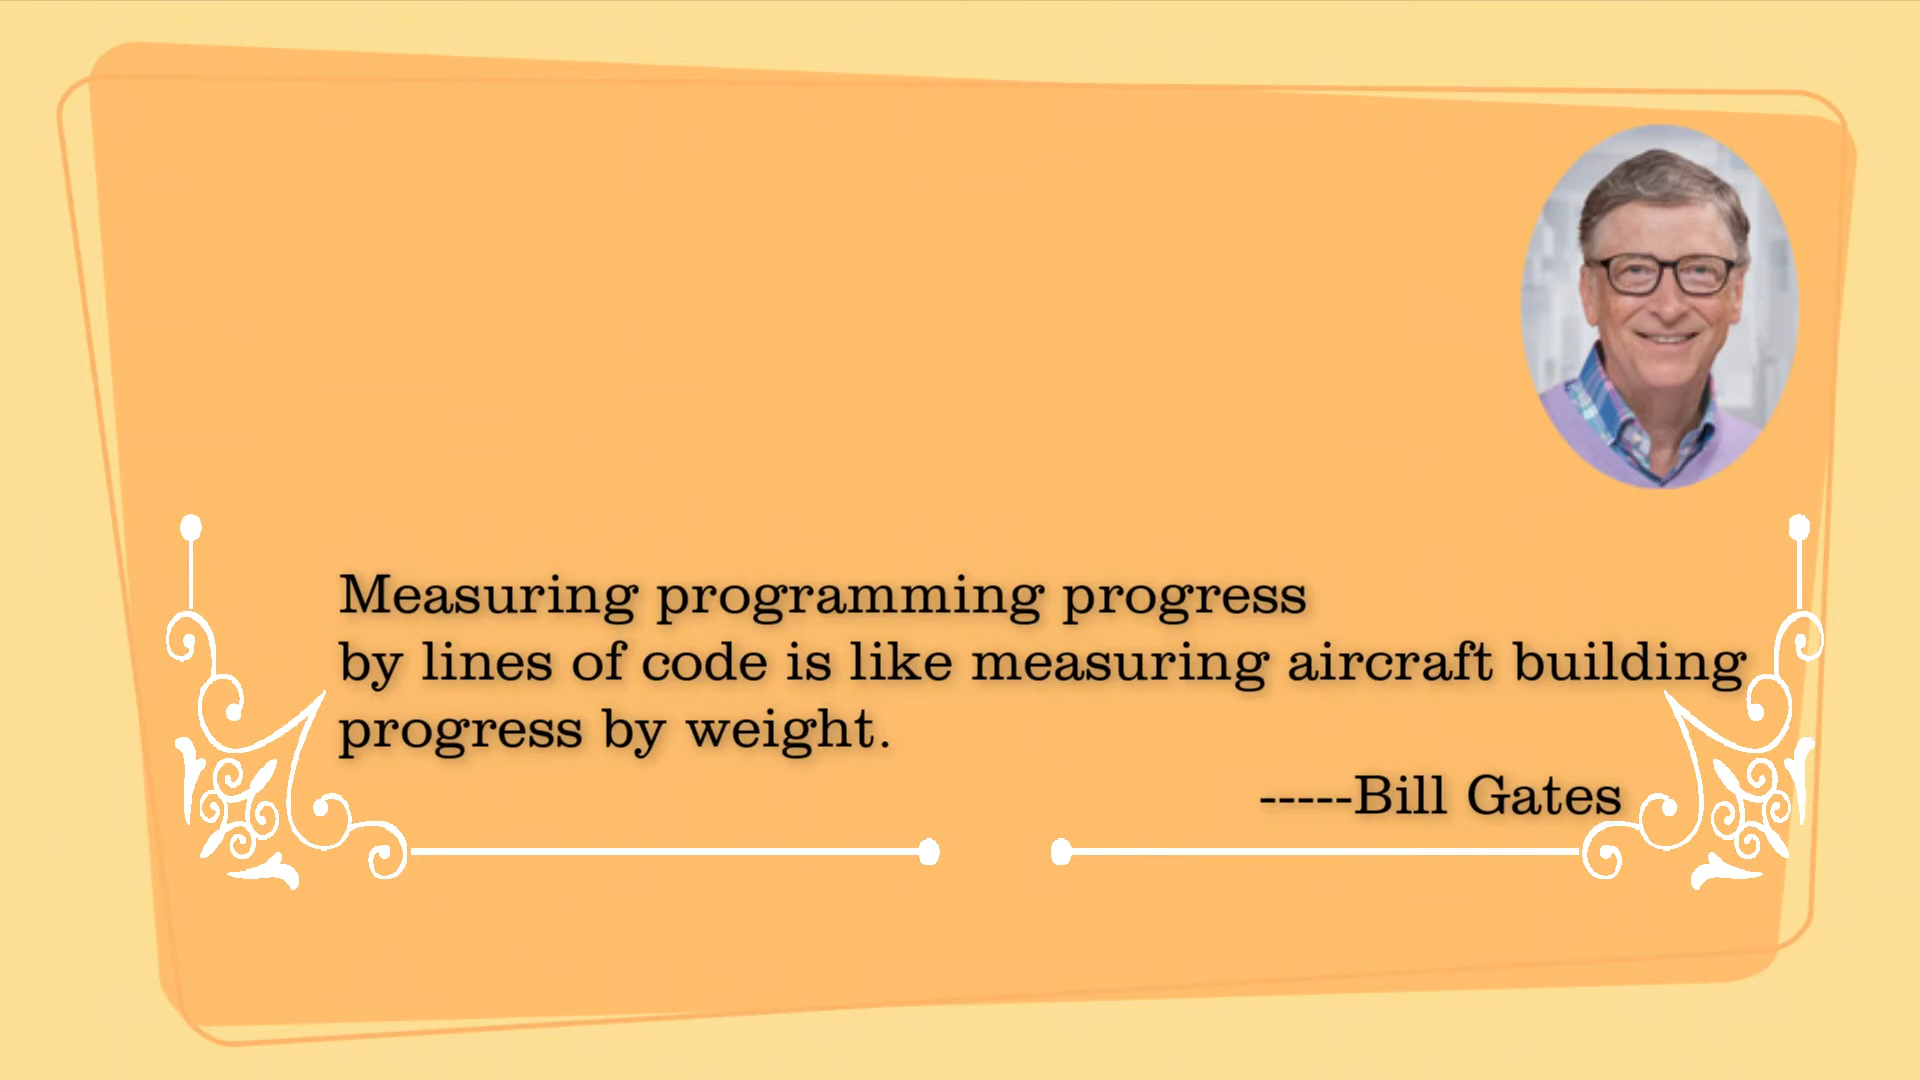 Measuring programming progress
by lines of code is like measuring aircraft building
progress by weight.
-----Bill Gates